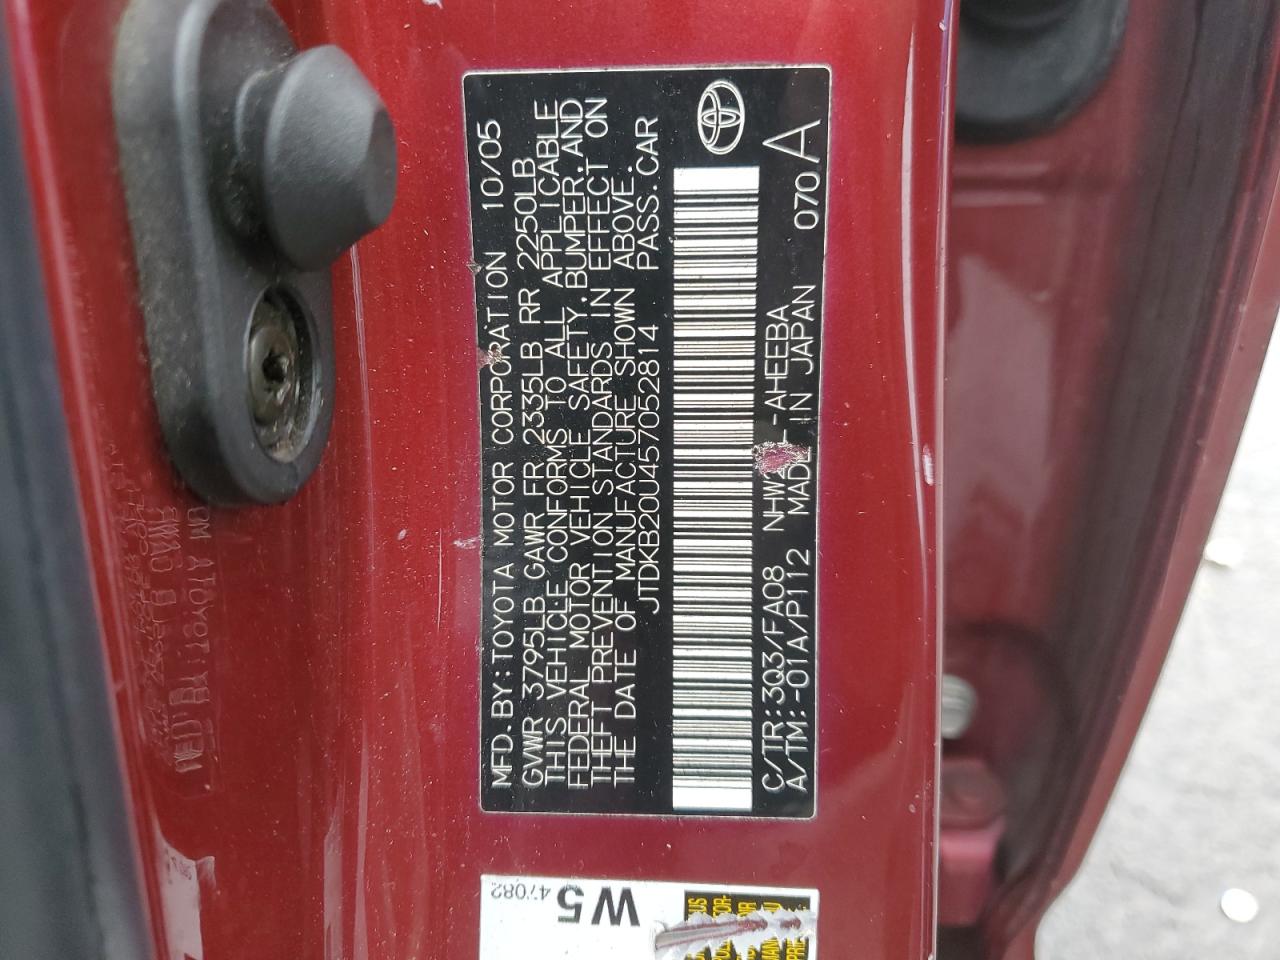 MFD. BY: TOYOTA MOTOR CORPORATION 10/05
GVWR 3795LB GAWR FR 2335LB RR 2250LB
THIS VEHICLE CONFORMS TO ALL APPLICABLE
FEDERAL MOTOR VEHICLE SAFETY, BUMPER, AND
THEFT PREVENTION STANDARDS IN EFFECT ON
THE DATE OF MANUFACTURE SHOWN ABOVE.
JTDKB20U457052814 PASS. CAR
C/TR: 3Q3/FA08 -AHEEBA 070 A
A/TM: -01A/P112 MADE IN JAPAN
W5
47082